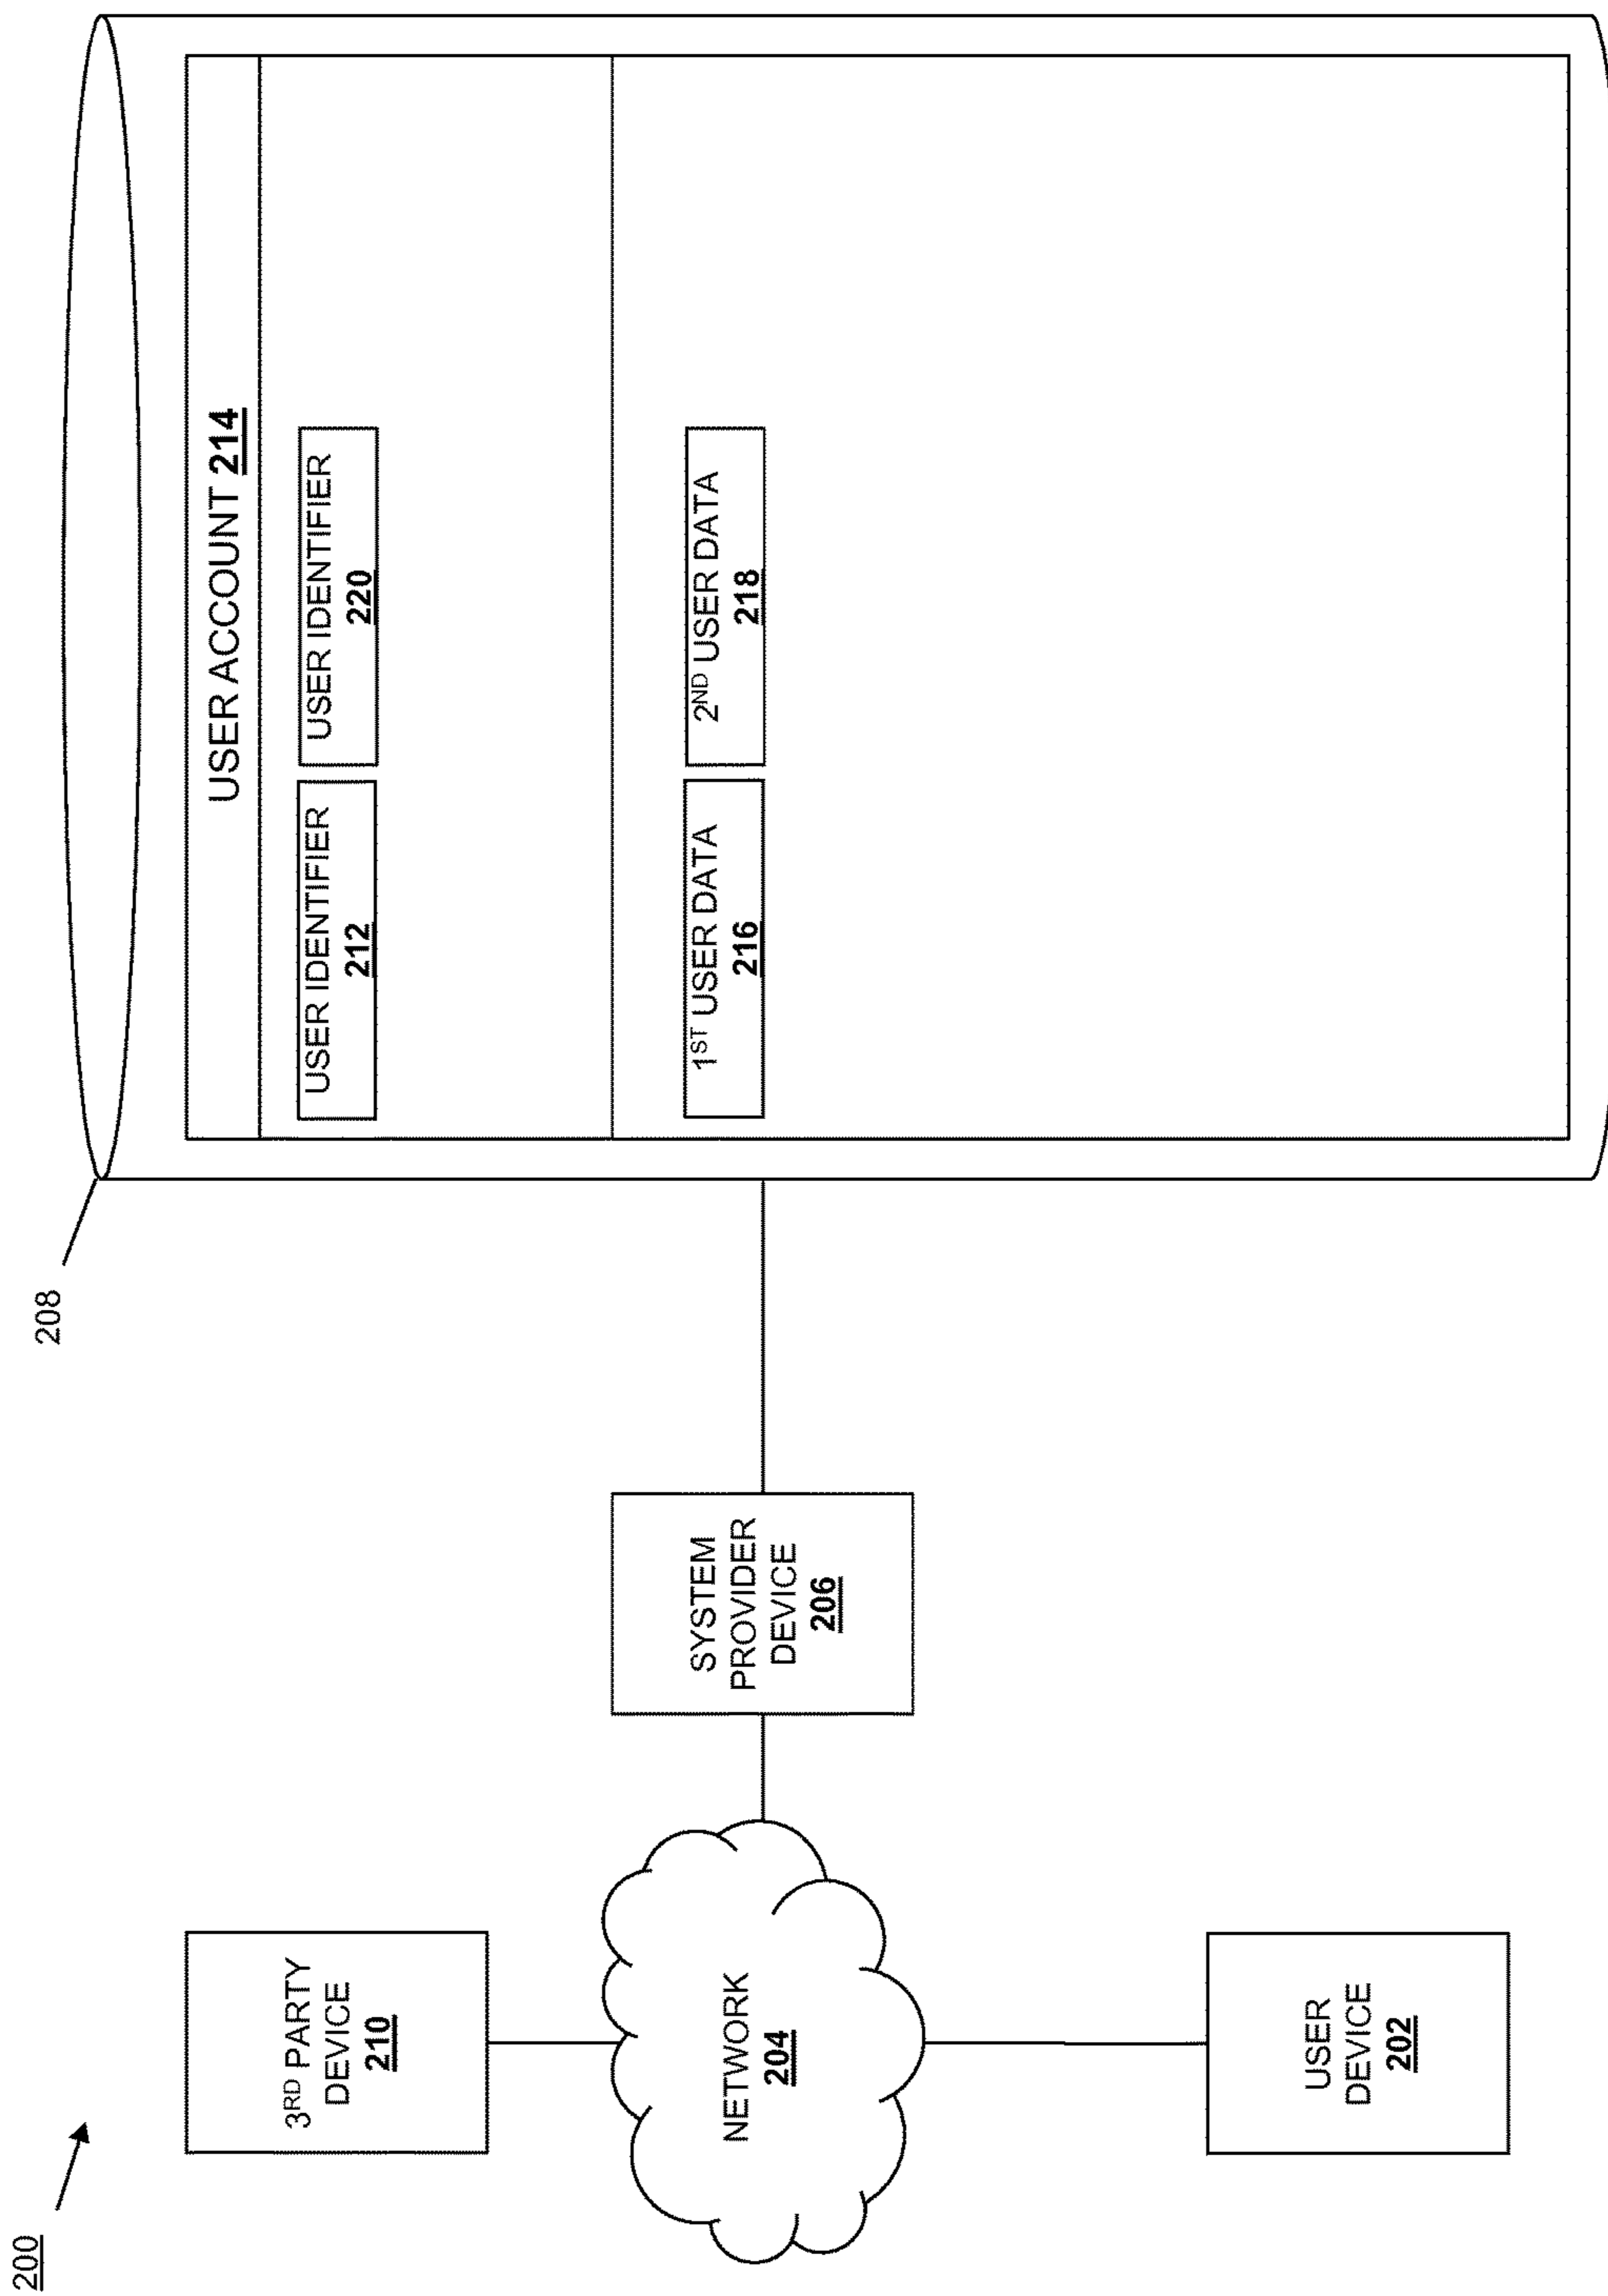 200
3RD PARTY
DEVICE
210
NETWORK
204
USER
DEVICE
202
SYSTEM
PROVIDER
DEVICE
206
208
USER ACCOUNT 214
USER IDENTIFIER
212
USER IDENTIFIER
220
1ST USER DATA
216
2ND USER DATA
218